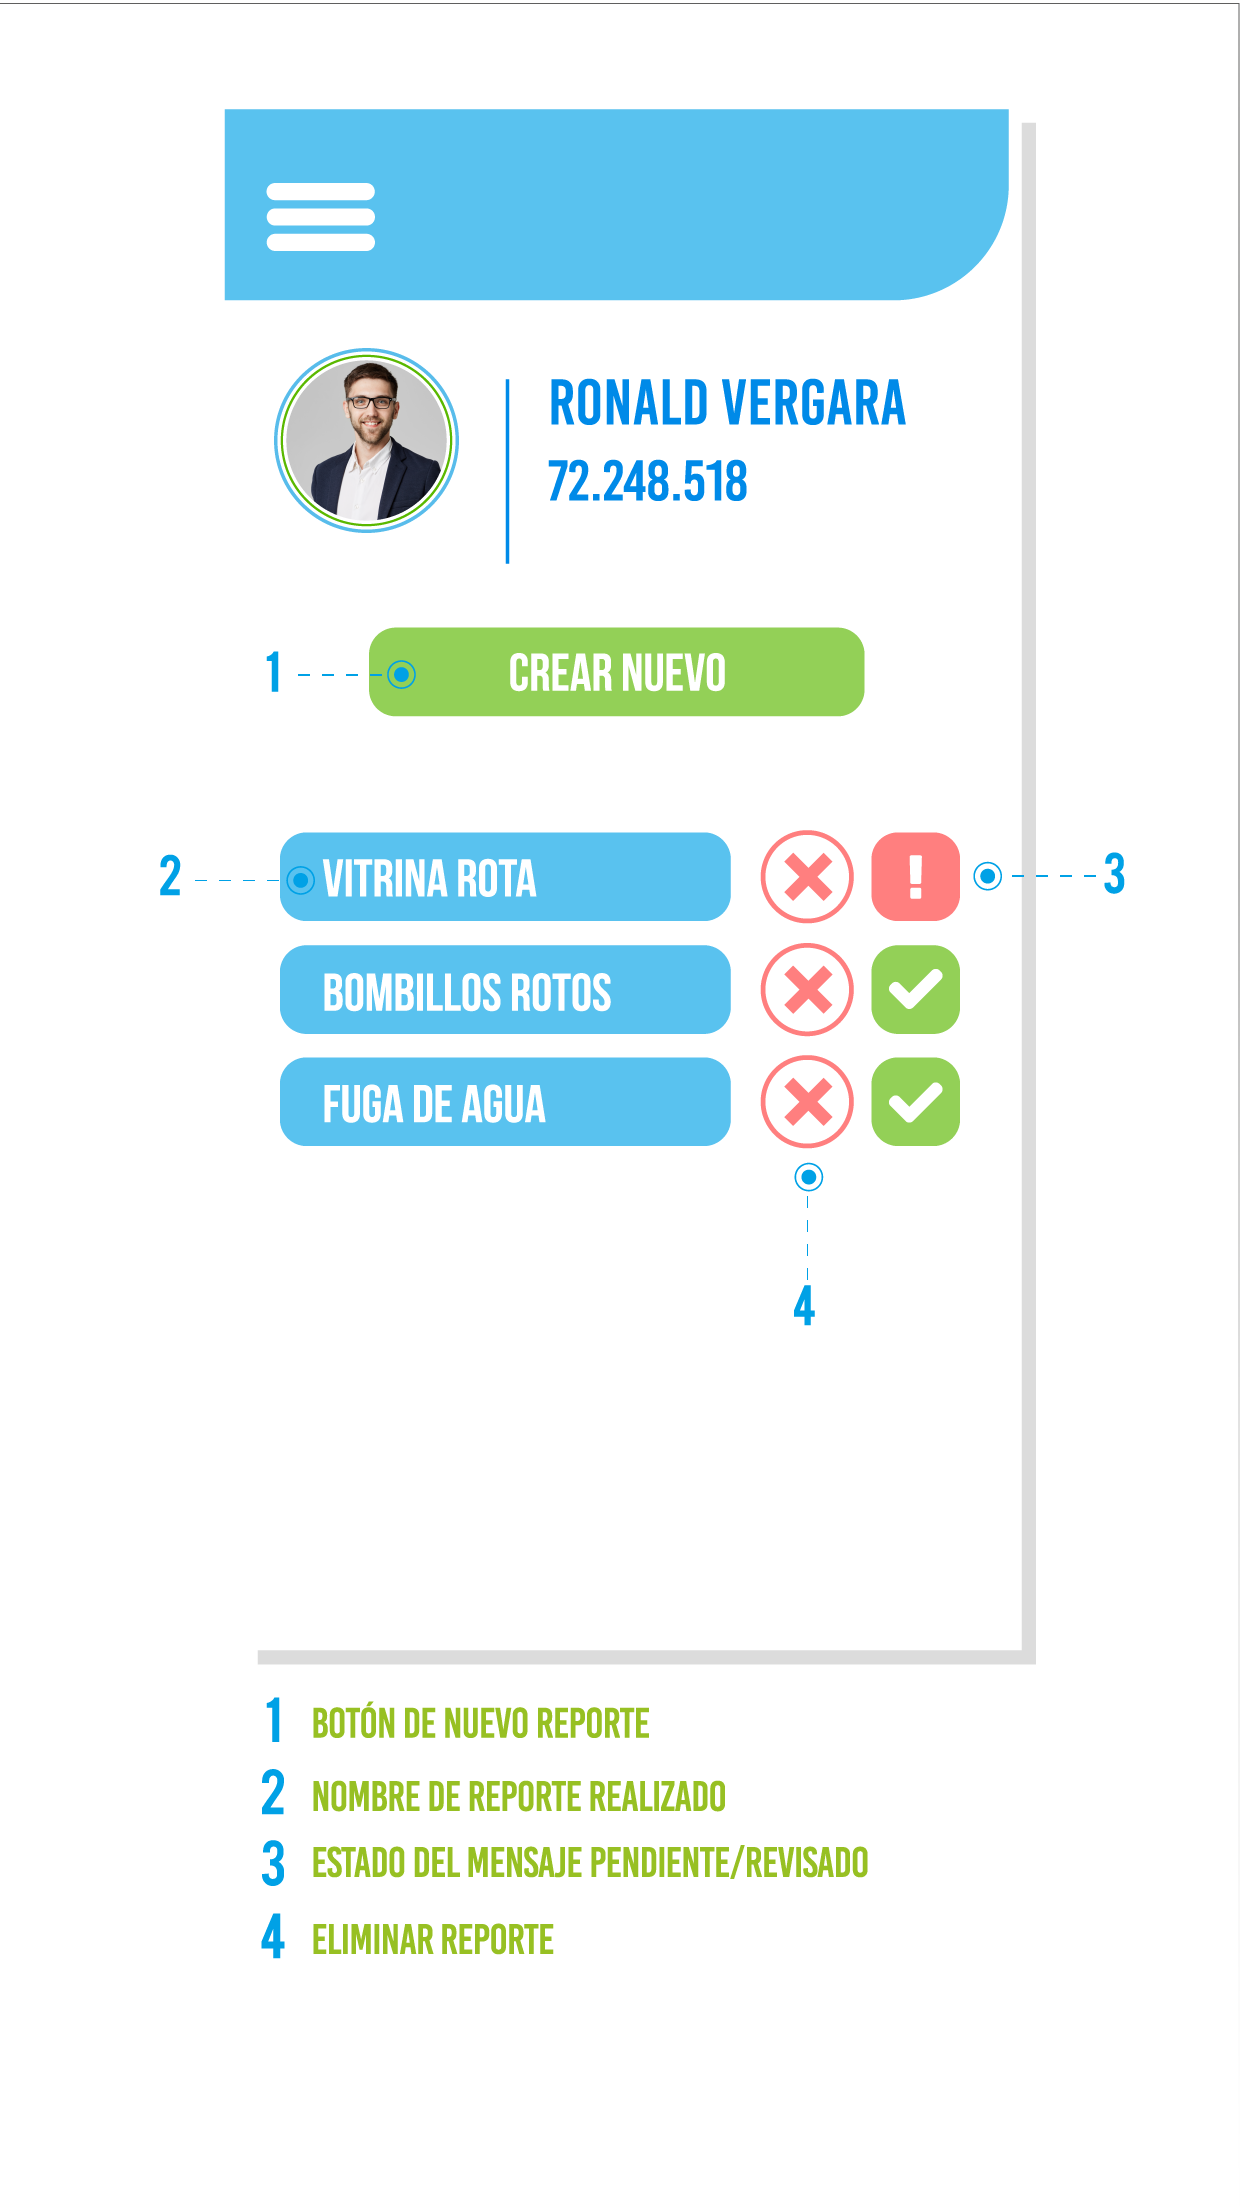 RONALD VERGARA
72.248.518
1
CREAR NUEVO
2
VITRINA ROTA
!
3
BOMBILLOS ROTOS
FUGA DE AGUA
4
1 BOTÓN DE NUEVO REPORTE
2 NOMBRE DE REPORTE REALIZADO
3 ESTADO DEL MENSAJE PENDIENTE/REVISADO
4 ELIMINAR REPORTE